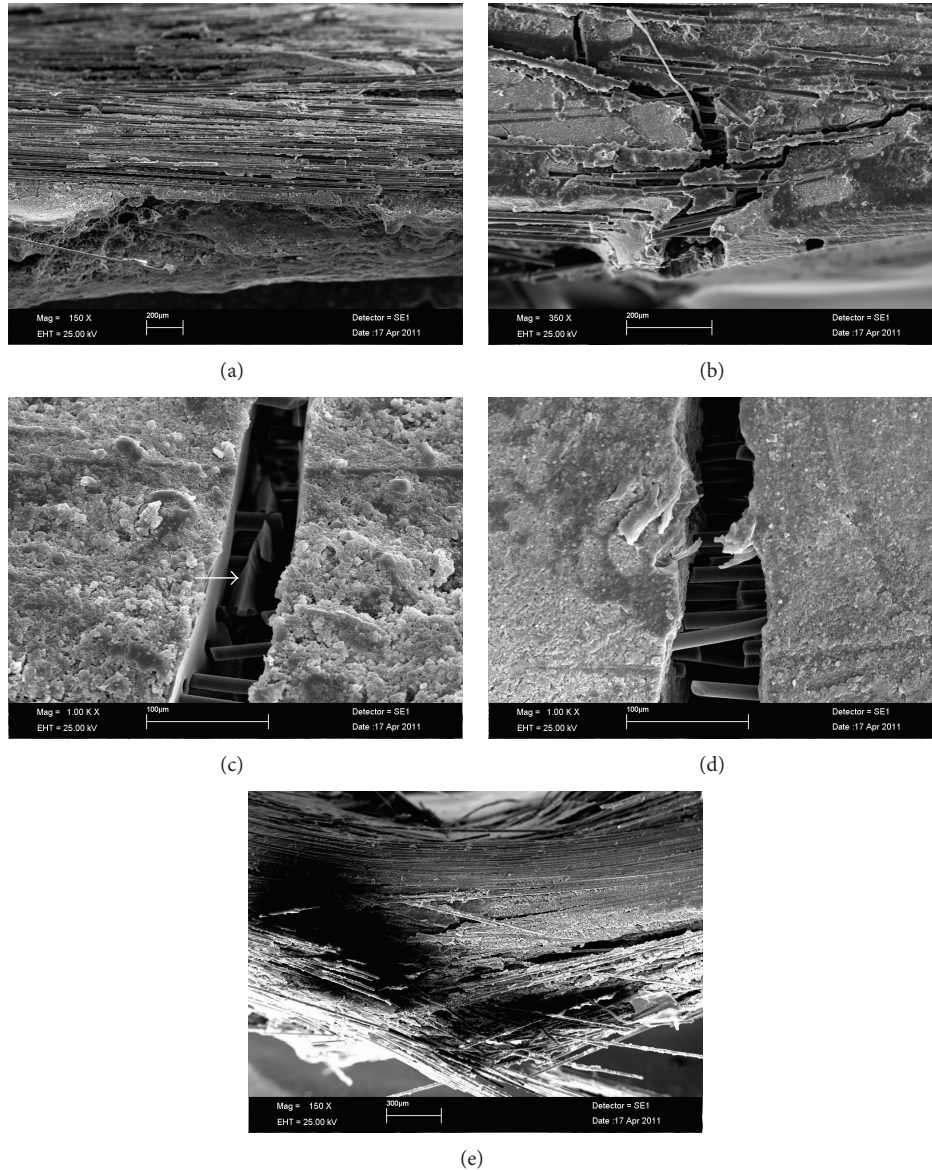 Mag = 150 X 200µm Detector = SE1
EHT = 25.00 kV Date :17 Apr 2011
(a)
Mag = 350 X 200µm Detector = SE1
EHT = 25.00 kV Date :17 Apr 2011
(b)
Mag = 1.00 K X 100µm Detector = SE1
EHT = 25.00 kV Date :17 Apr 2011
(c)
Mag = 1.00 K X 100µm Detector = SE1
EHT = 25.00 kV Date :17 Apr 2011
(d)
Mag = 150 X 300µm Detector = SE1
EHT = 25.00 kV Date :17 Apr 2011
(e)